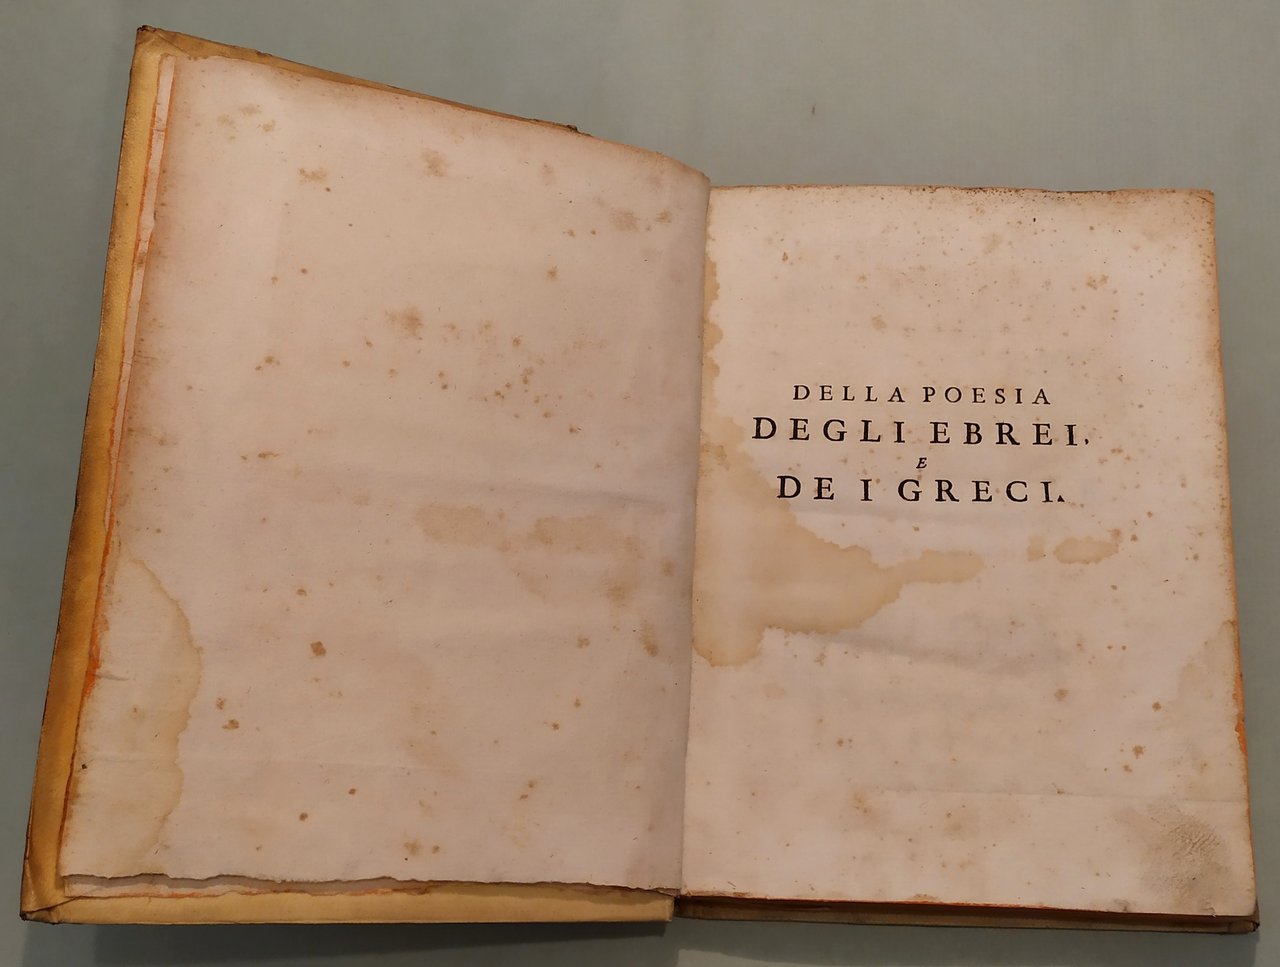 DELLA POESIA
DEGLI EBREI,
E
DE I GRECI.